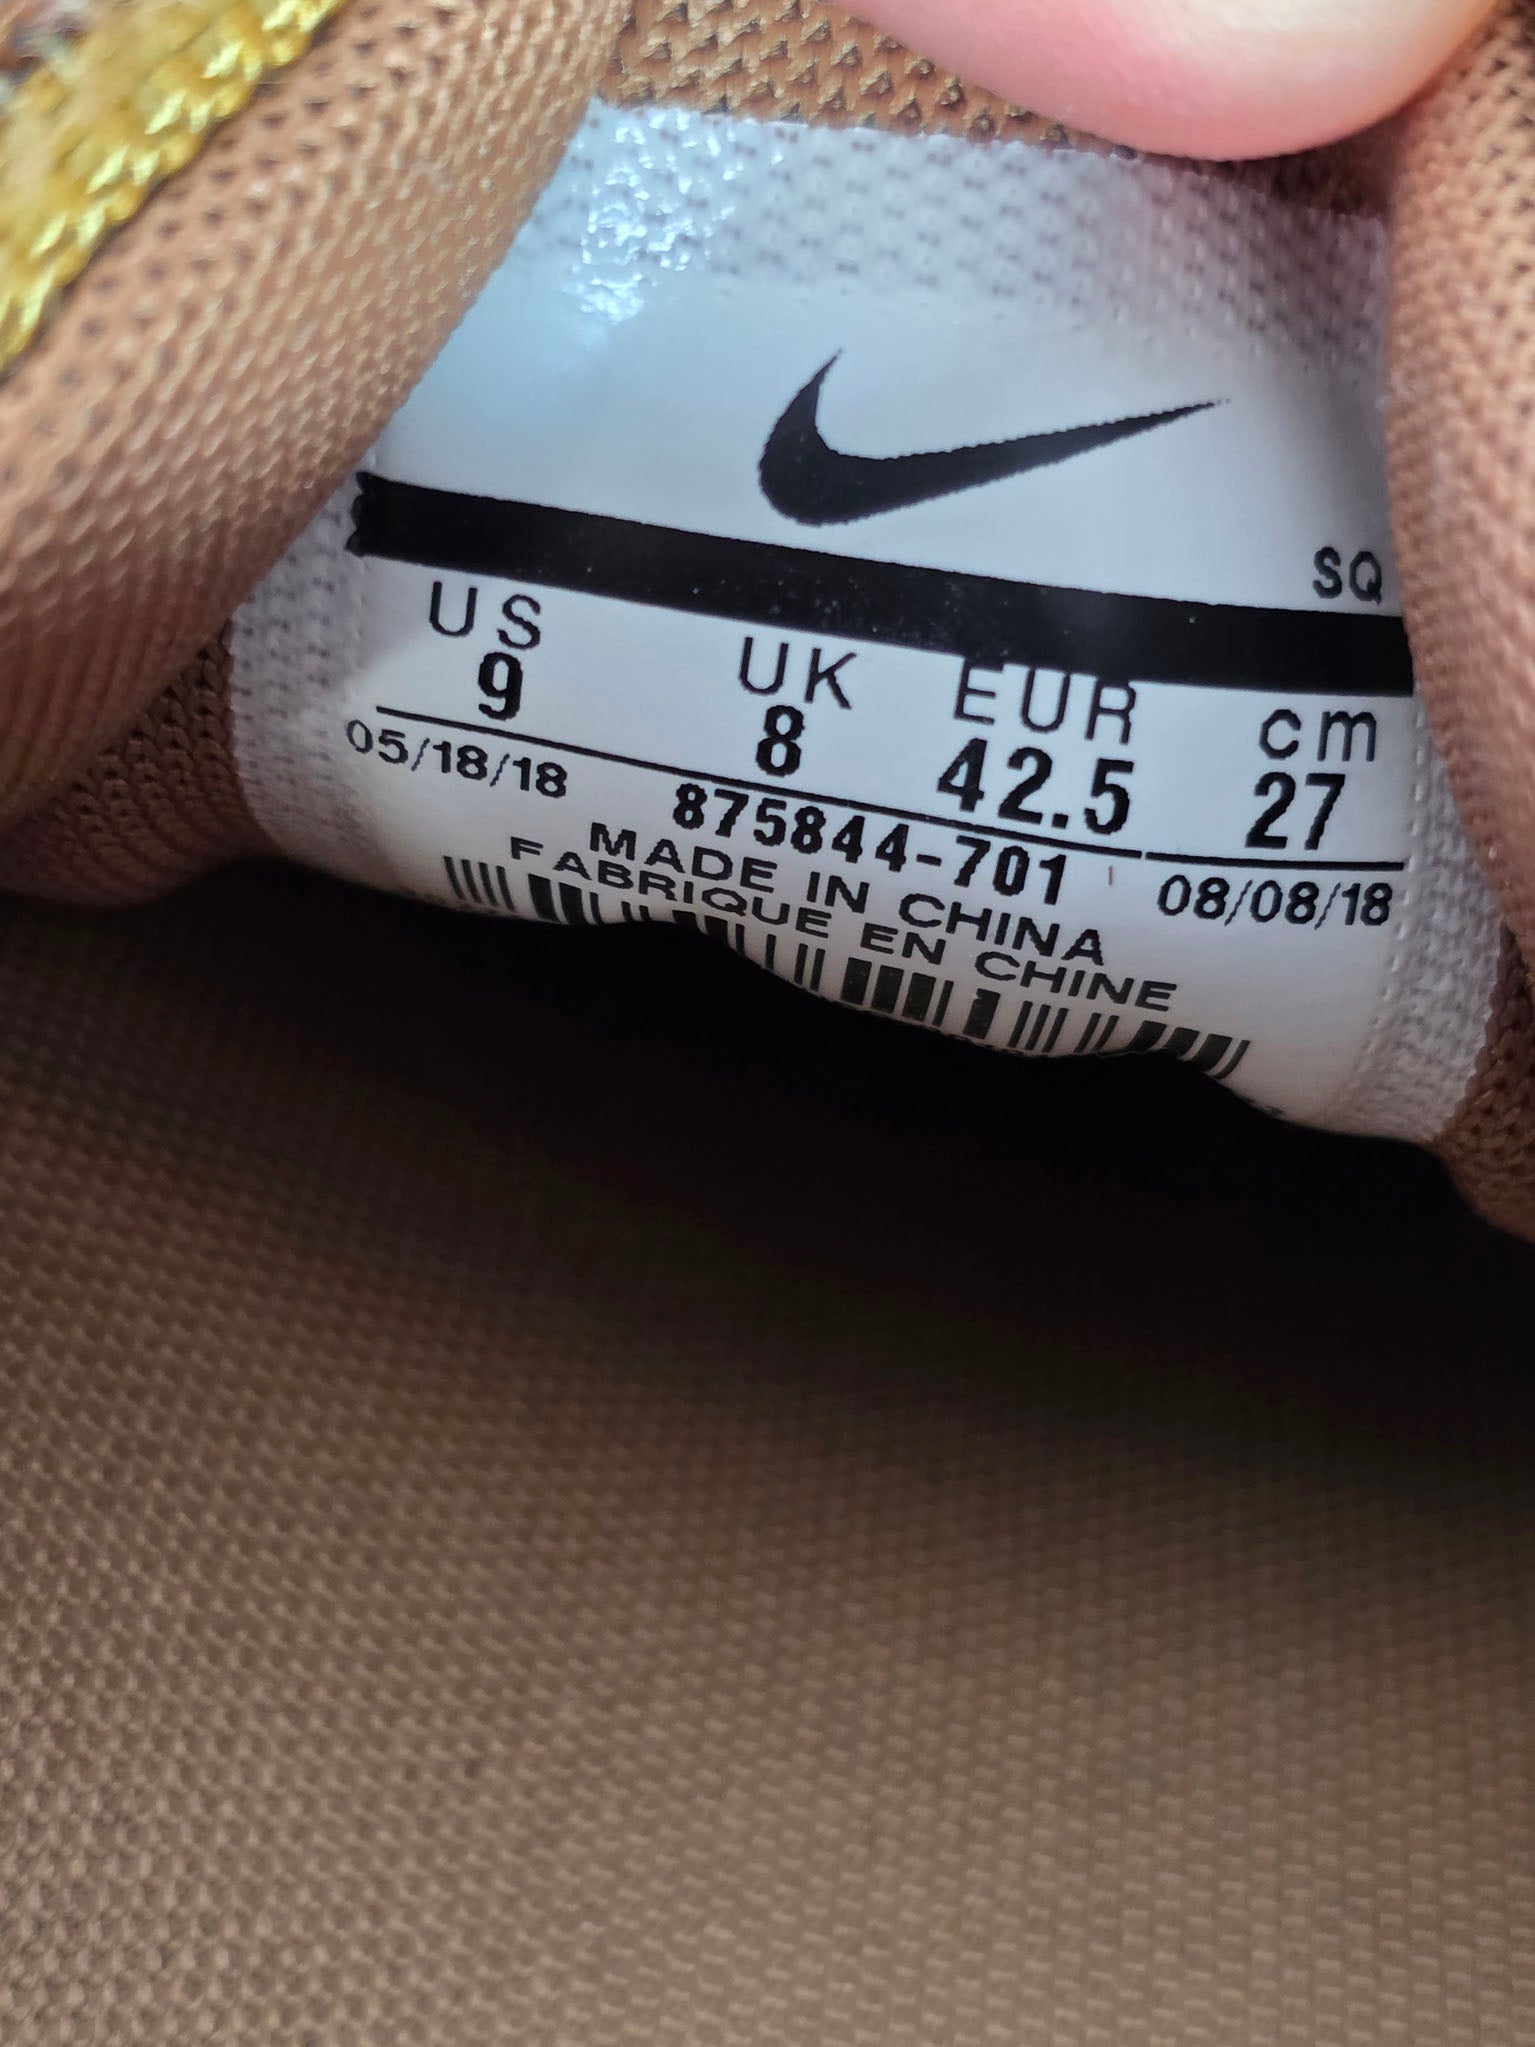 SQ
US UK EUR cm
9 8 42.5 27
05/18/18 875844-701 08/08/18
MADE IN CHINA
FABRIQUE EN CHINE